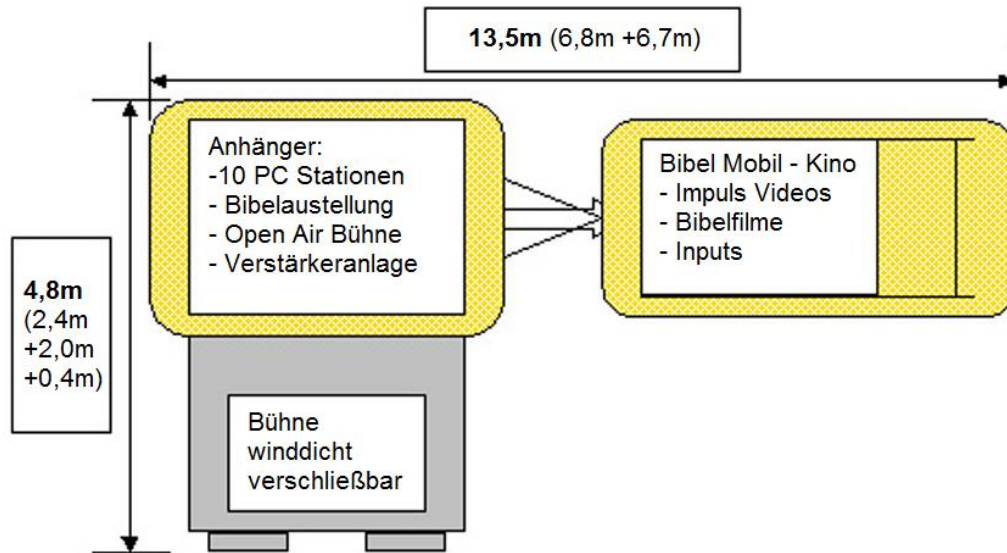 13,5m (6,8m +6,7m)
Anhänger:
-10 PC Stationen
- Bibelaustellung
- Open Air Bühne
- Verstärkeranlage
Bibel Mobil - Kino
- Impuls Videos
- Bibelfilme
- Inputs
4,8m
(2,4m
+2,0m
+0,4m)
Bühne
winddicht
verschließbar